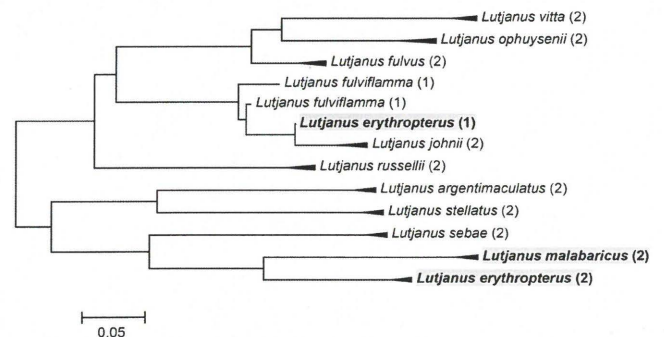 Lutjanus vitta (2)
Lutjanus ophuysenii (2)
Lutjanus fulvus (2)
Lutjanus fulviflamma (1)
Lutjanus fulviflamma (1)
Lutjanus erythropterus (1)
Lutjanus johnii (2)
Lutjanus russellii (2)
Lutjanus argentimaculatus (2)
Lutjanus stellatus (2)
Lutjanus sebae (2)
Lutjanus malabaricus (2)
Lutjanus erythropterus (2)
0.05